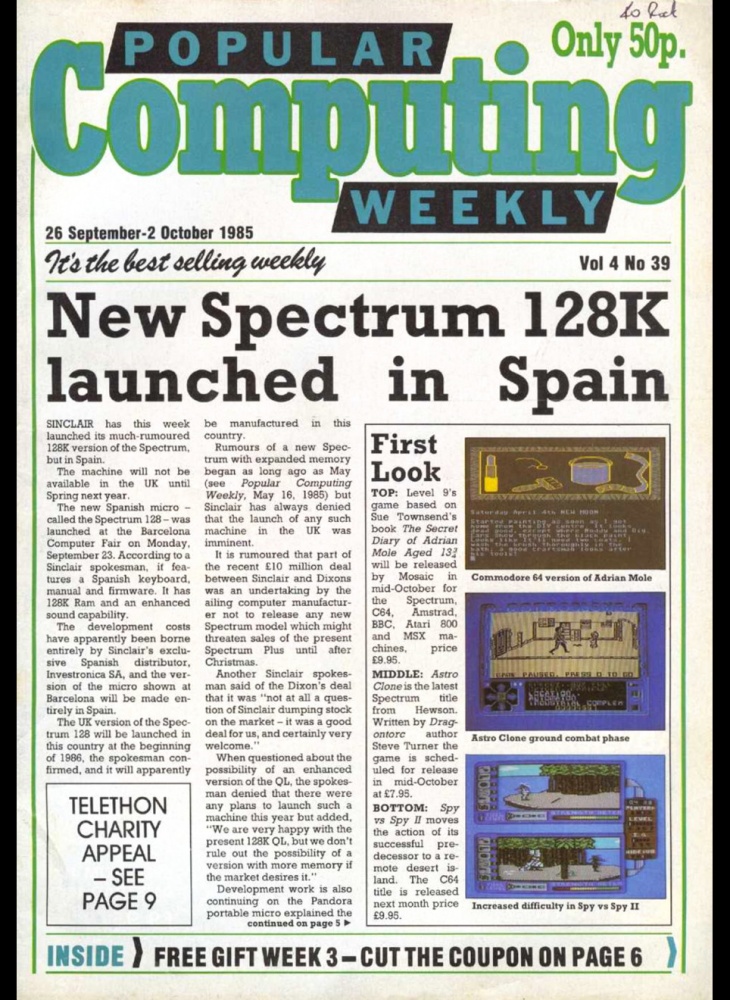 Only 50p.
POPULAR
Computing
WEEKLY
26 September-2 October 1985
It's the best selling weekly
Vol 4 No 39
New Spectrum 128K
launched in Spain
SINCLAIR has this week
launched its much-rumoured
128K version of the Spectrum,
but in Spain.
The machine will not be
available in the UK until
Spring next year.
The new Spanish micro –
called the Spectrum 128 – was
launched at the Barcelona
Computer Fair on Monday,
September 23. According to a
Sinclair spokesman, it fea-
tures a Spanish keyboard,
manual and firmware. It has
128K Ram and an enhanced
sound capability.
The development costs
have apparently been borne
entirely by Sinclair's exclu-
sive Spanish distributor,
Investronica SA, and the ver-
sion of the micro shown at
Barcelona will be made en-
tirely in Spain.
The UK version of the Spec-
trum 128 will be launched in
this country at the beginning
of 1986, the spokesman con-
firmed, and it will apparently
TELETHON
CHARITY
APPEAL
– SEE
PAGE 9
be manufactured in this
country.
Rumours of a new Spec-
trum with expanded memory
began as long ago as May
(see Popular Computing
Weekly, May 16, 1985) but
Sinclair has always denied
that the launch of any such
machine in the UK was
imminent.
It is rumoured that part of
the recent £10 million deal
between Sinclair and Dixons
was an undertaking by the
ailing computer manufactur-
er not to release any new
Spectrum model which might
threaten sales of the present
Spectrum Plus until after
Christmas.
Another Sinclair spokes-
man said of the Dixon's deal
that it was "not at all a ques-
tion of Sinclair dumping stock
on the market – it was a good
deal for us, and certainly very
welcome."
When questioned about the
possibility of an enhanced
version of the QL, the spokes-
man denied that there were
any plans to launch such a
machine this year but added,
"We are very happy with the
present 128K QL, but we don't
rule out the possibility of a
version with more memory if
the market desires it."
Development work is also
continuing on the Pandora
portable micro explained the
continued on page 5 ▶
First
Look
TOP: Level 9's
game based on
Sue Townsend's
book The Secret
Diary of Adrian
Mole Aged 13¾
will be released
by Mosaic in
mid-October for
the Spectrum,
C64, Amstrad,
BBC, Atari 800
and MSX ma-
chines, price
£9.95.
MIDDLE: Astro
Clone is the latest
Spectrum title
from Hewson.
Written by Drag-
ontorc author
Steve Turner the
game is sched-
uled for release
in mid-October
at £7.95.
BOTTOM: Spy
vs Spy II moves
the action of its
successful pre-
decessor to a re-
mote desert is-
land. The C64
title is released
next month price
£9.95.
Saturday April 4th NEW MOON
Commodore 64 version of Adrian Mole
GAME PAUSED. PRESS O TO GO
LOCATION.
INDUSTRIAL COMPLEX
Astro Clone ground combat phase
Increased difficulty in Spy vs Spy II
INSIDE ) FREE GIFT WEEK 3 – CUT THE COUPON ON PAGE 6 )